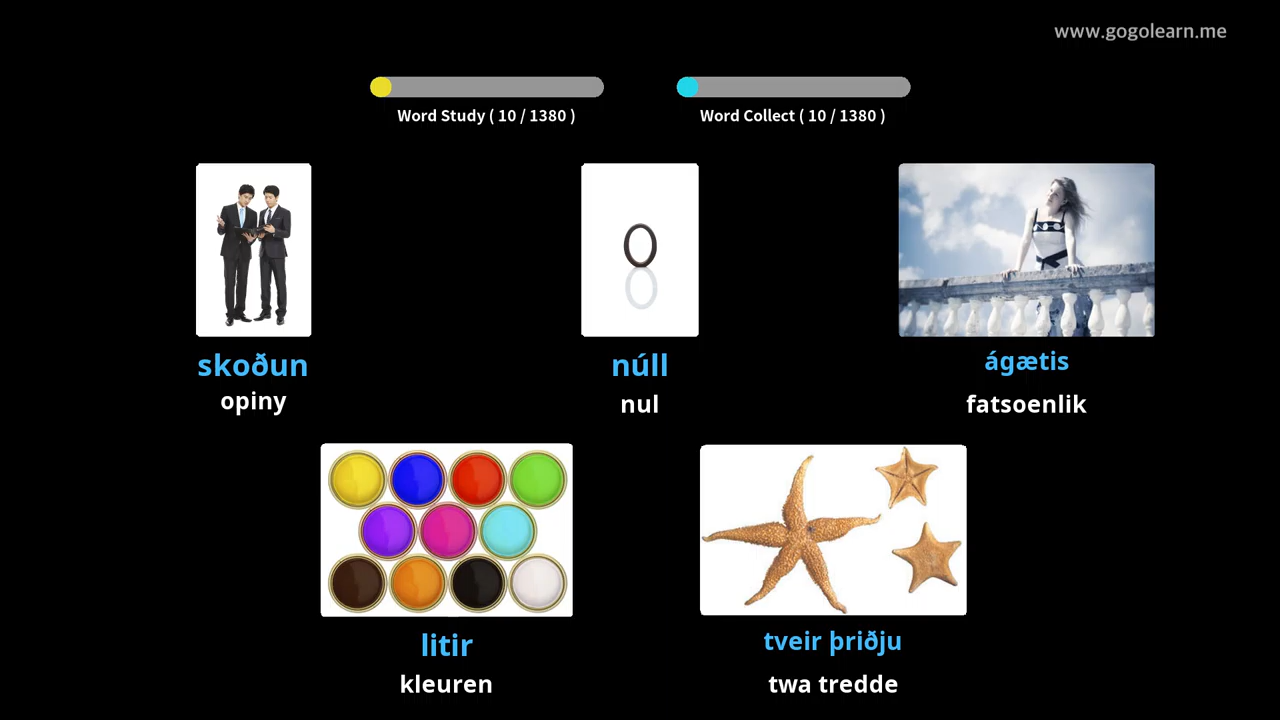 www.gogolearn.me
Word Study ( 10 / 1380 )
Word Collect ( 10 / 1380 )
skoðun
opiny
núll
nul
ágætis
fatsoenlik
litir
kleuren
tveir þriðju
twa tredde